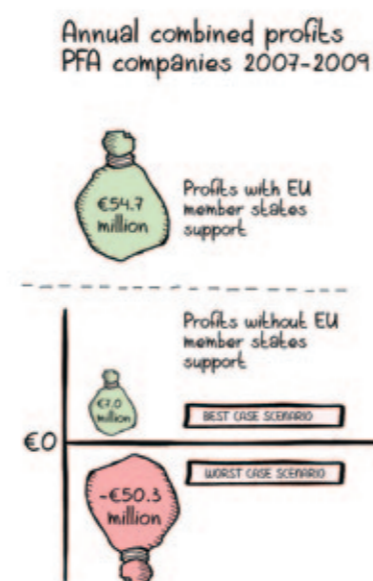 Annual combined profits
PFA companies 2007-2009
€54.7
million
Profits with EU
member states
support
Profits without EU
member states
support
€7.0
million
BEST CASE SCENARIO
€0
WORST CASE SCENARIO
-€50.3
million